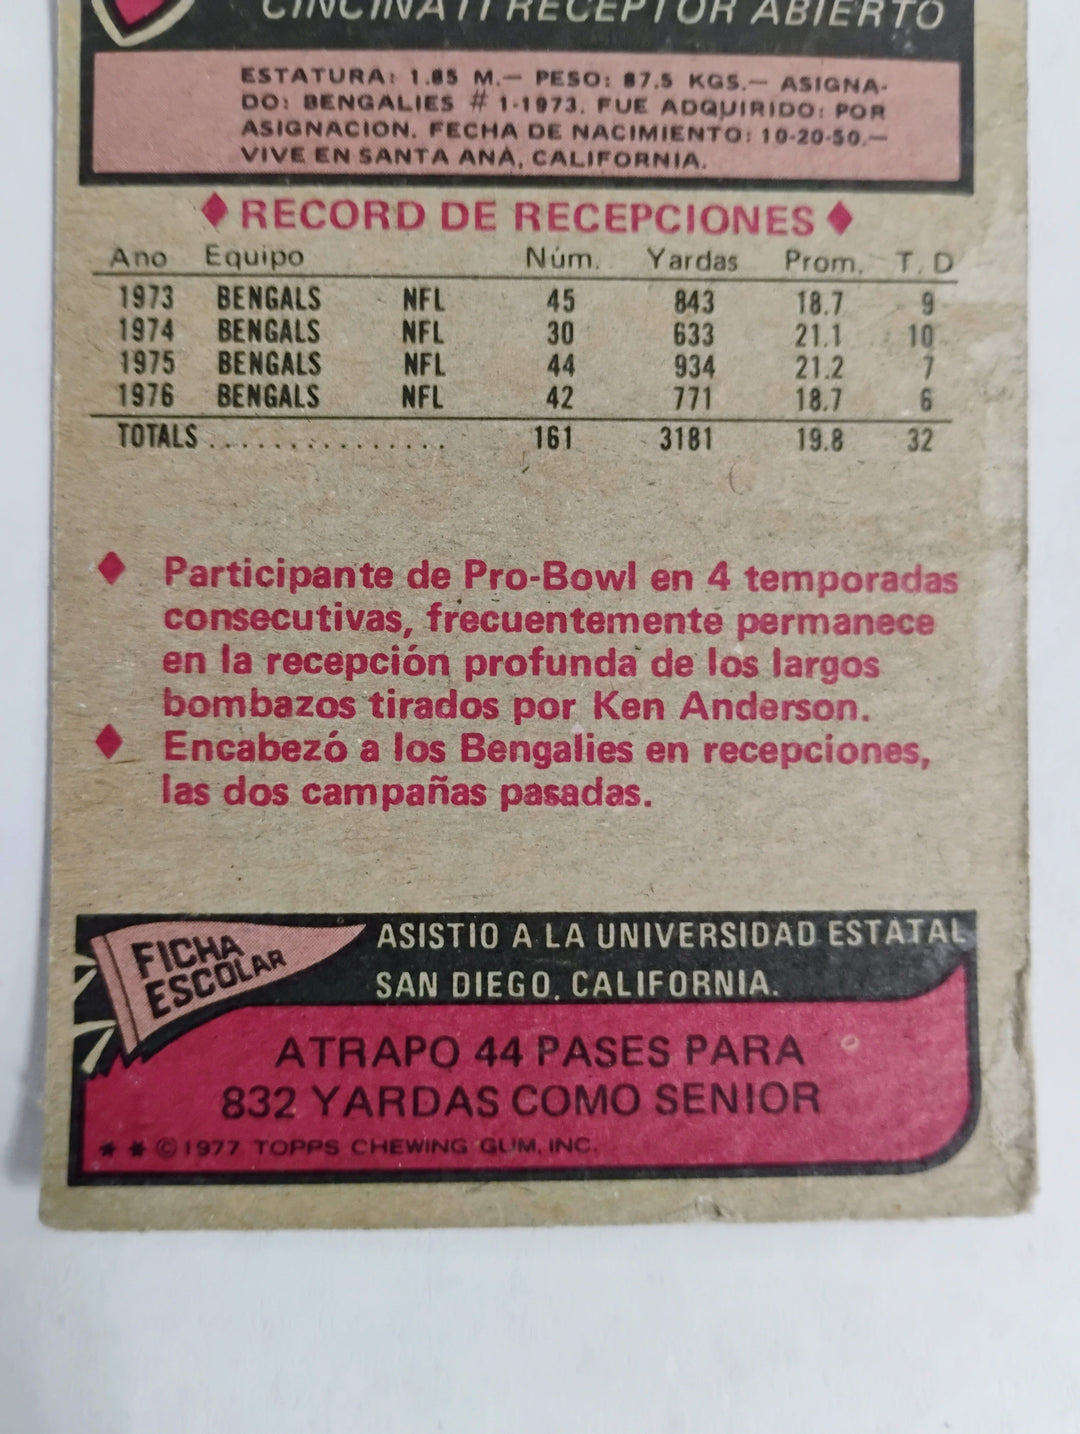 CINCINATI RECEPTOR ABIERTO
ESTATURA: 1.85 M.— PESO: 87.5 KGS.— ASIGNA-
DO: BENGALIES # 1-1973. FUE ADQUIRIDO: POR
ASIGNACION. FECHA DE NACIMIENTO: 10-20-50.—
VIVE EN SANTA ANA, CALIFORNIA.
RECORD DE RECEPCIONES
Ano Equipo Núm. Yardas Prom. T. D
1973 BENGALS NFL 45 843 18.7 9
1974 BENGALS NFL 30 633 21.1 10
1975 BENGALS NFL 44 934 21.2 7
1976 BENGALS NFL 42 771 18.7 6
TOTALS ............... 161 3181 19.8 32
Participante de Pro-Bowl en 4 temporadas
consecutivas, frecuentemente permanece
en la recepción profunda de los largos
bombazos tirados por Ken Anderson.
Encabezó a los Bengalies en recepciones,
las dos campañas pasadas.
FICHA
ESCOLAR
ASISTIO A LA UNIVERSIDAD ESTATAL
SAN DIEGO, CALIFORNIA.
ATRAPO 44 PASES PARA
832 YARDAS COMO SENIOR
* * © 1977 TOPPS CHEWING GUM, INC.